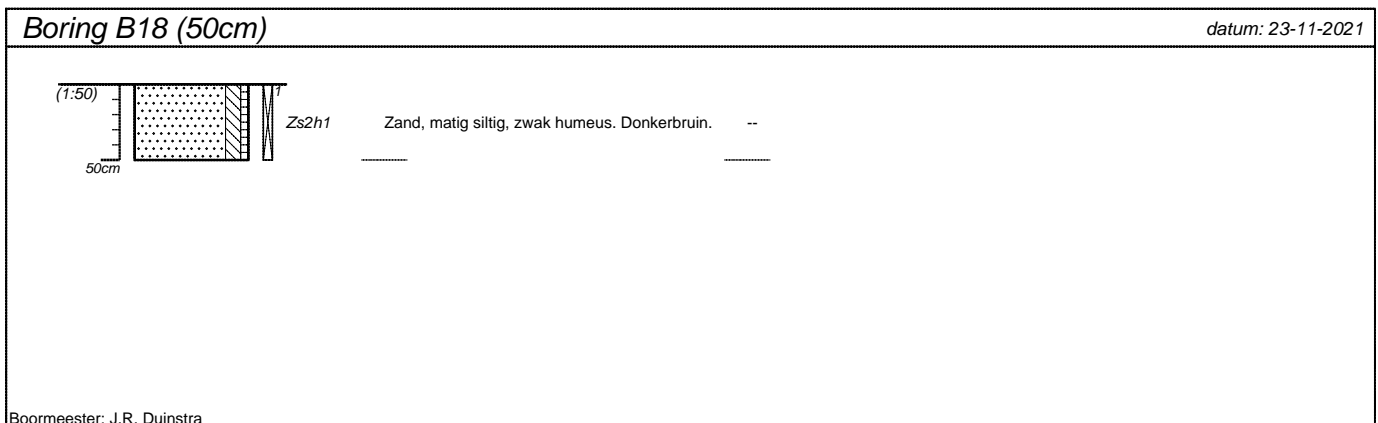 Boring B18 (50cm)
datum: 23-11-2021
(1:50)
1
Zs2h1
Zand, matig siltig, zwak humeus. Donkerbruin.
--
50cm
Boormeester: J.R. Duinstra